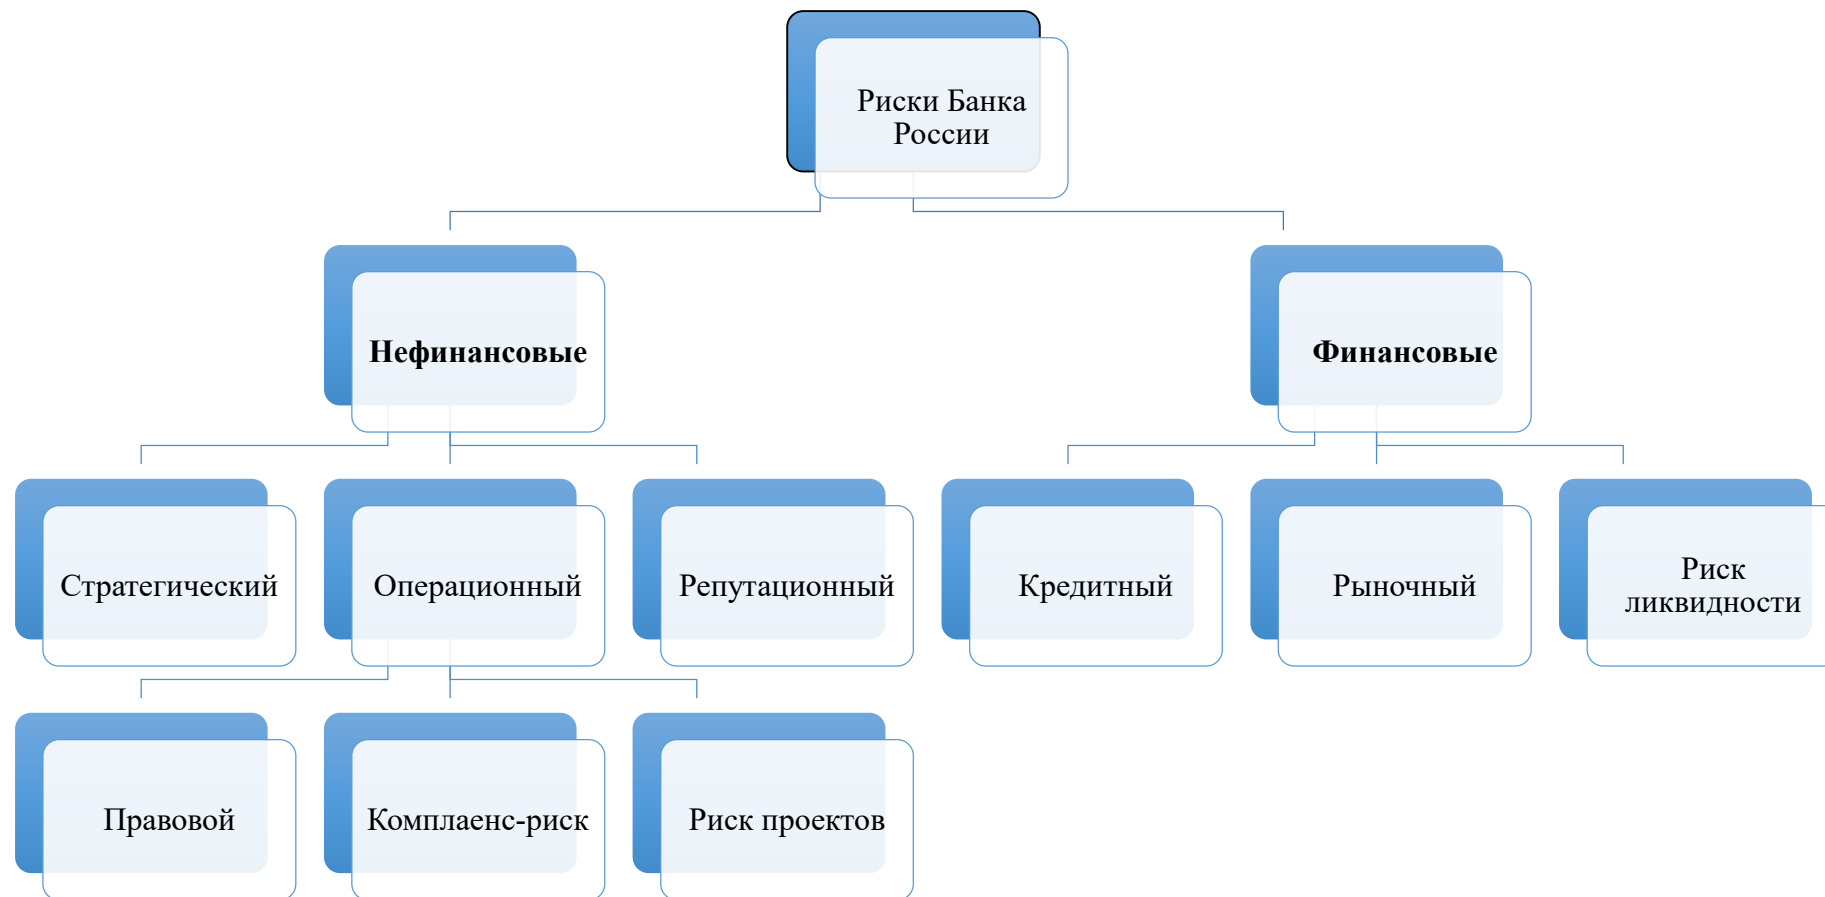 Риски Банка
России
Нефинансовые
Финансовые
Стратегический
Операционный
Репутационный
Кредитный
Рыночный
Риск
ликвидности
Правовой
Комплаенс-риск
Риск проектов